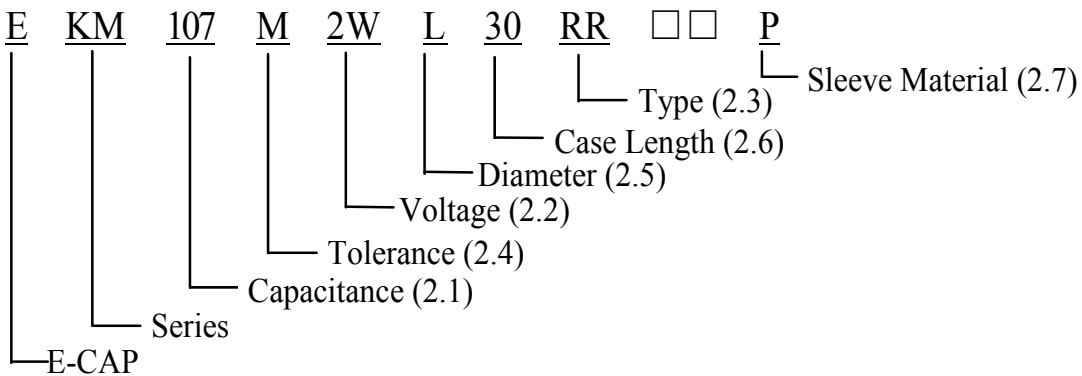 E KM 107 M 2W L 30 RR □□ P
Sleeve Material (2.7)
Type (2.3)
Case Length (2.6)
Diameter (2.5)
Voltage (2.2)
Tolerance (2.4)
Capacitance (2.1)
Series
E-CAP